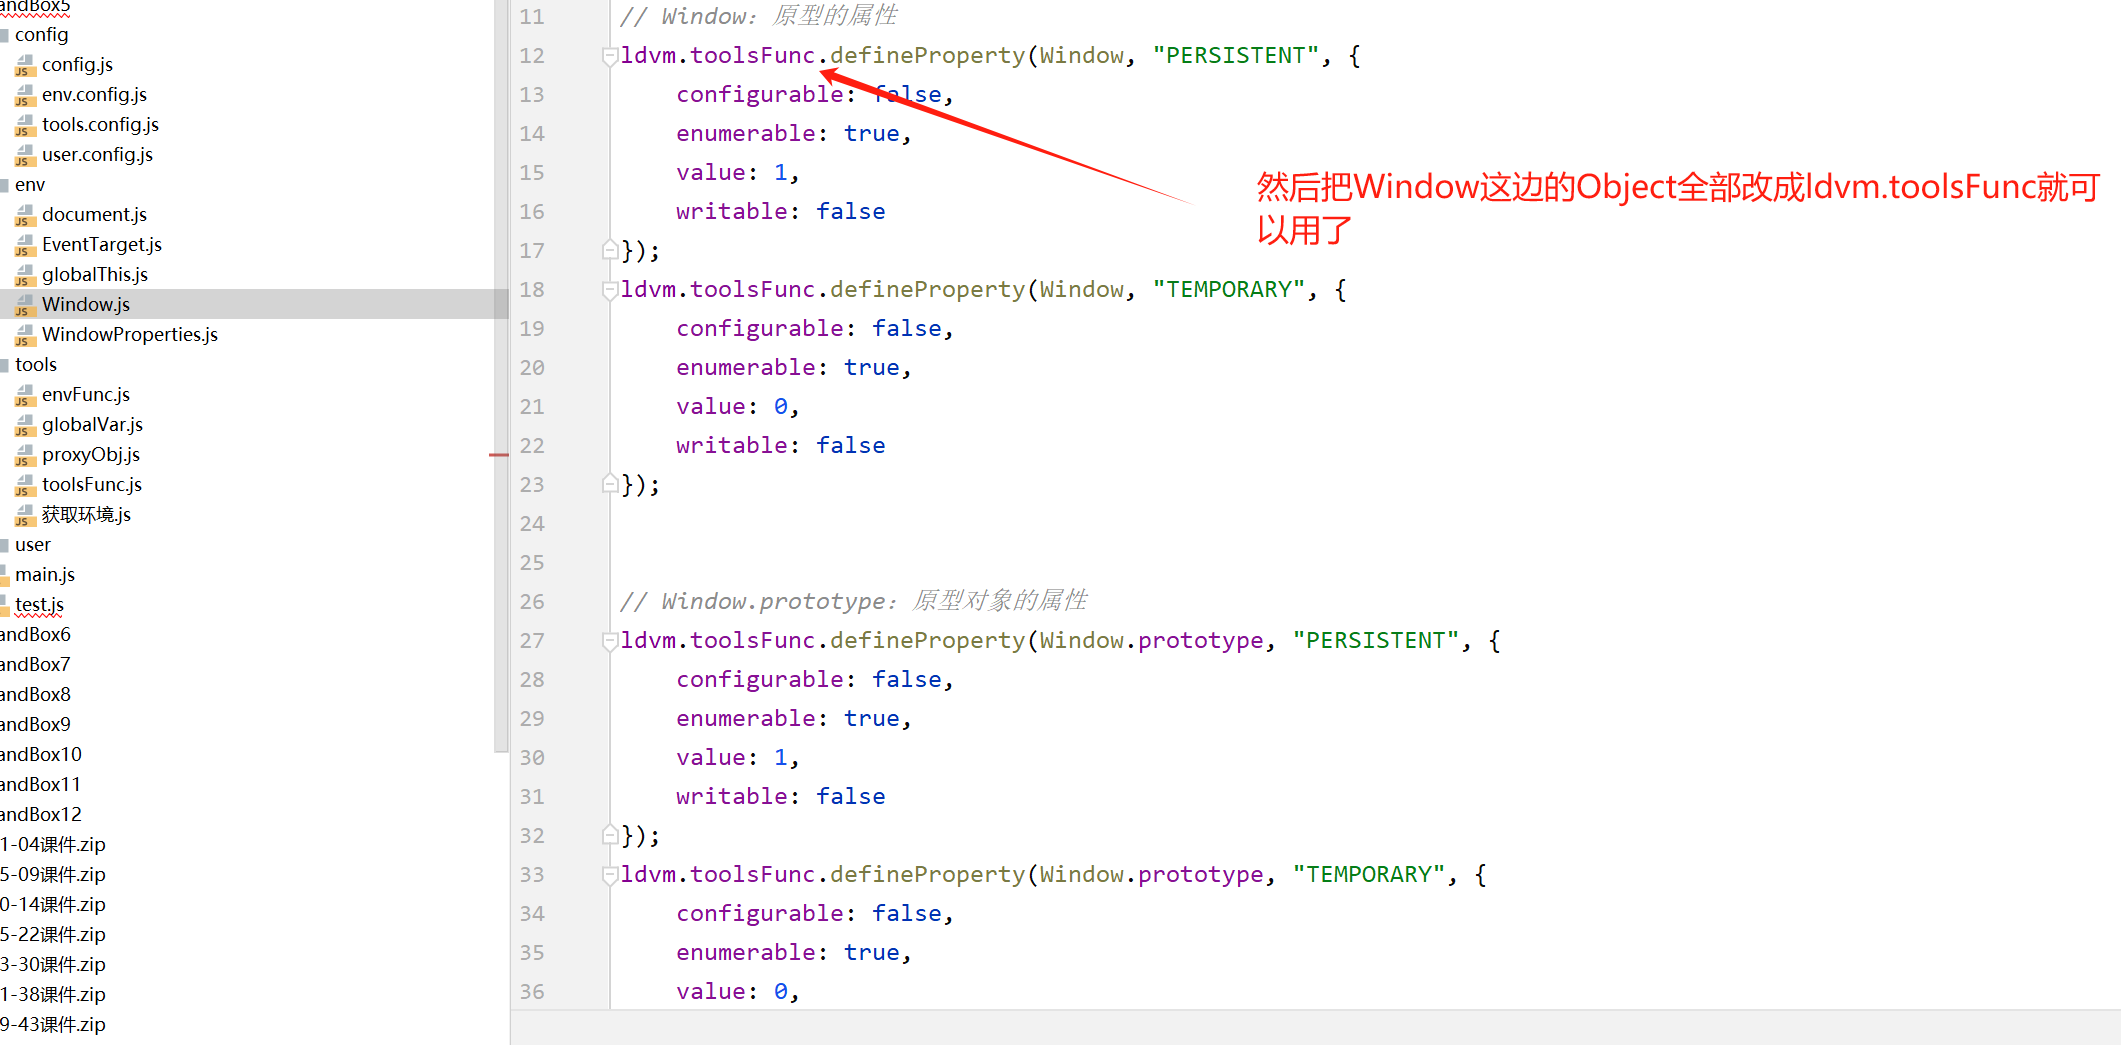 andBox5
config
config.js
env.config.js
tools.config.js
user.config.js
env
document.js
EventTarget.js
globalThis.js
Window.js
WindowProperties.js
tools
envFunc.js
globalVar.js
proxyObj.js
toolsFunc.js
获取环境.js
user
main.js
test.js
andBox6
andBox7
andBox8
andBox9
andBox10
andBox11
andBox12
1-04课件.zip
5-09课件.zip
0-14课件.zip
5-22课件.zip
3-30课件.zip
1-38课件.zip
9-43课件.zip
11 // Window：原型的属性
12 ldvm.toolsFunc.defineProperty(Window, "PERSISTENT", {
13 configurable: false,
14 enumerable: true,
15 value: 1,
16 writable: false
17 });
18 ldvm.toolsFunc.defineProperty(Window, "TEMPORARY", {
19 configurable: false,
20 enumerable: true,
21 value: 0,
22 writable: false
23 });
24
25
26 // Window.prototype：原型对象的属性
27 ldvm.toolsFunc.defineProperty(Window.prototype, "PERSISTENT", {
28 configurable: false,
29 enumerable: true,
30 value: 1,
31 writable: false
32 });
33 ldvm.toolsFunc.defineProperty(Window.prototype, "TEMPORARY", {
34 configurable: false,
35 enumerable: true,
36 value: 0,
然后把Window这边的Object全部改成ldvm.toolsFunc就可
以用了